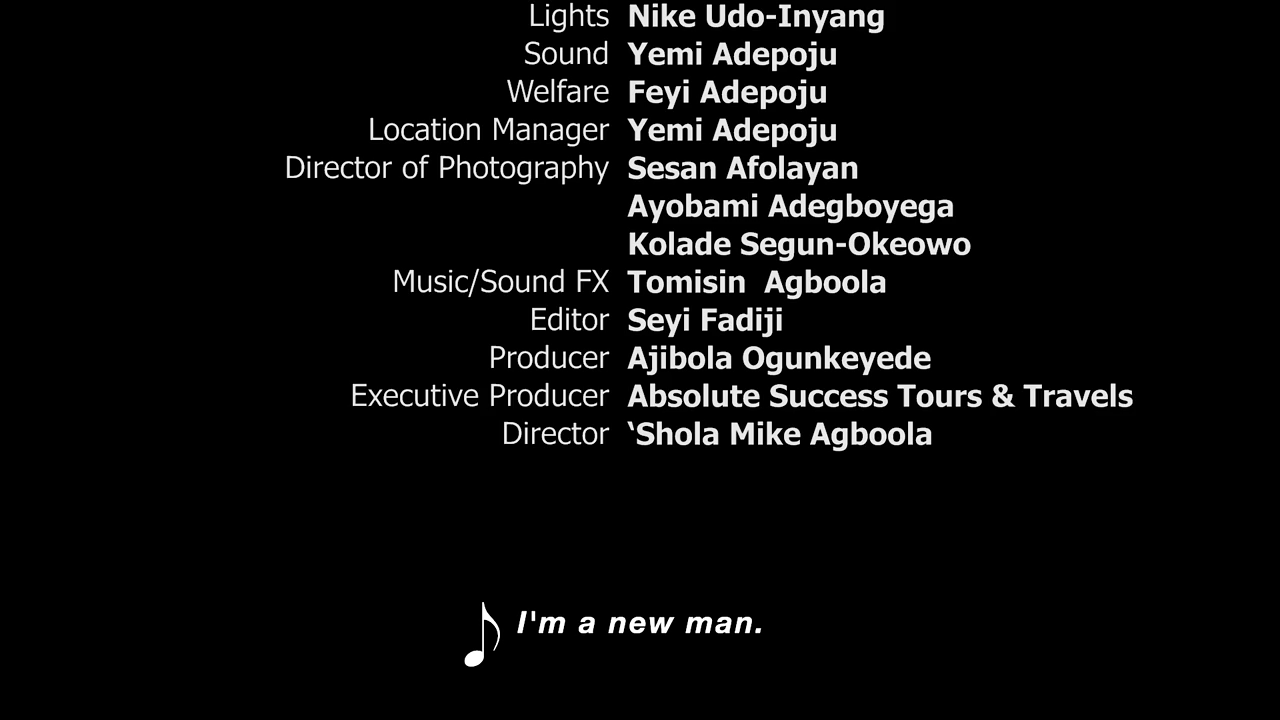 Lights Nike Udo-Inyang
Sound Yemi Adepoju
Welfare Feyi Adepoju
Location Manager Yemi Adepoju
Director of Photography Sesan Afolayan
Ayobami Adegboyega
Kolade Segun-Okeowo
Music/Sound FX Tomisin  Agboola
Editor Seyi Fadiji
Producer Ajibola Ogunkeyede
Executive Producer Absolute Success Tours & Travels
Director ‘Shola Mike Agboola
I'm a new man.